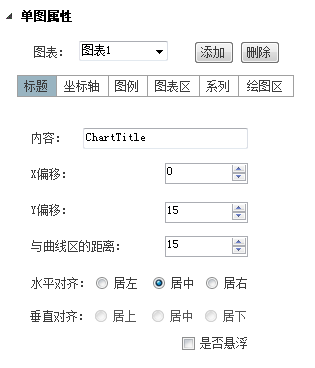 单图属性
图表: 图表1 添加 删除
标题 坐标轴 图例 图表区 系列 绘图区
内容: ChartTitle
X偏移: 0
Y偏移: 15
与曲线区的距离: 15
水平对齐: 居左 居中 居右
垂直对齐: 居上 居中 居下
是否悬浮